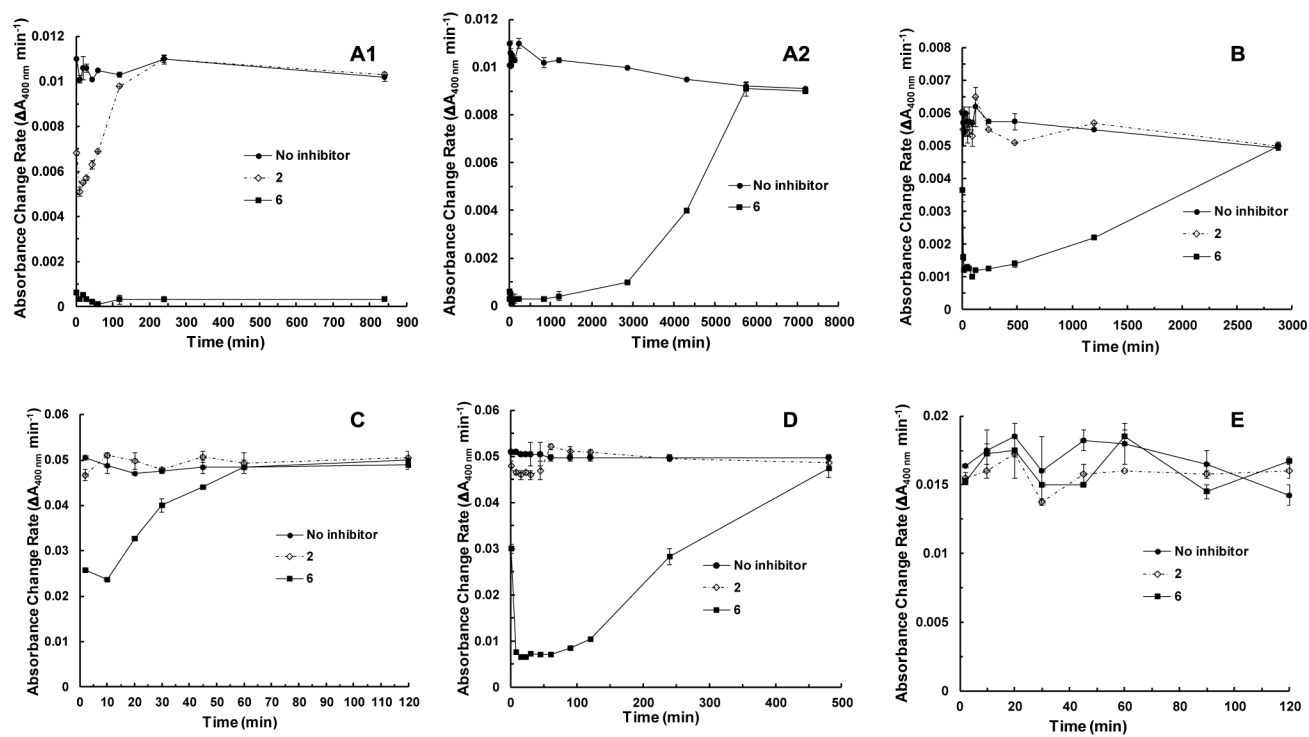 A1
Absorbance Change Rate (ΔA400 nm min-1)
0.012
0.01
0.008
0.006
0.004
0.002
0
No inhibitor
2
6
0 100 200 300 400 500 600 700 800 900
Time (min)
A2
Absorbance Change Rate (ΔA400 nm min-1)
0.012
0.01
0.008
0.006
0.004
0.002
0
No inhibitor
6
0 1000 2000 3000 4000 5000 6000 7000 8000
Time (min)
B
Absorbance Change Rate (ΔA400 nm min-1)
0.008
0.007
0.006
0.005
0.004
0.003
0.002
0.001
0
No inhibitor
2
6
0 500 1000 1500 2000 2500 3000
Time (min)
C
Absorbance Change Rate (ΔA400 nm min-1)
0.06
0.05
0.04
0.03
0.02
0.01
0
No inhibitor
2
6
0 10 20 30 40 50 60 70 80 90 100 110 120
Time (min)
D
Absorbance Change Rate (ΔA400 nm min-1)
0.06
0.05
0.04
0.03
0.02
0.01
0
No inhibitor
2
6
0 100 200 300 400 500
Time (min)
E
Absorbance Change Rate (ΔA400 nm min-1)
0.02
0.015
0.01
0.005
0
No inhibitor
2
6
0 20 40 60 80 100 120
Time (min)